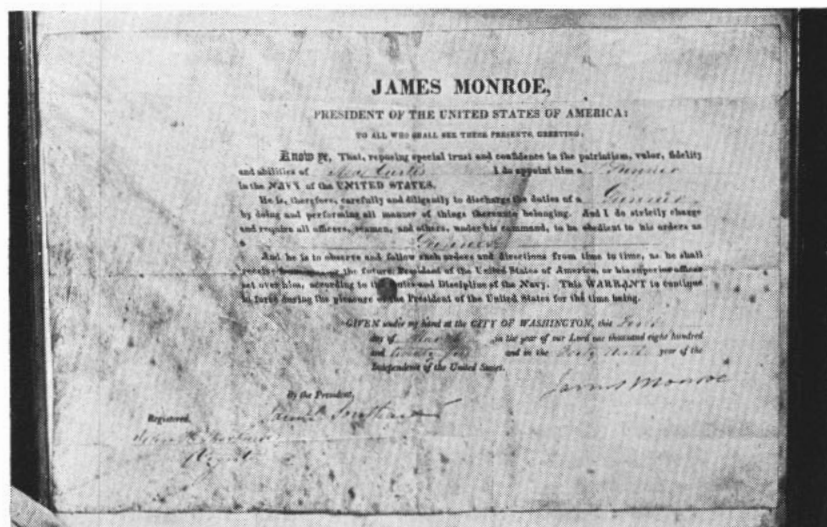 JAMES MONROE,
PRESIDENT OF THE UNITED STATES OF AMERICA:
TO ALL WHO SHALL SEE THESE PRESENTS, GREETING:
Know ye, That, reposing special trust and confidence in the patriotism, valor, fidelity
and abilities of Curtis I do appoint him a Gunner
in the NAVY of the UNITED STATES.
He is, therefore, carefully and diligently to discharge the duties of a Gunner
by doing and performing all manner of things thereunto belonging. And I do strictly charge
and require all officers, seamen, and others, under his command, to be obedient to his orders as
a Gunner
And he is to observe and follow such orders and directions from time to time, as he shall
receive or the future President of the United States of America, or his superior officer
set over him, according to the and Discipline of the Navy. This WARRANT to continue
in force during the pleasure of the President of the United States for the time being.
GIVEN under my hand at the CITY OF WASHINGTON, this
day of March in the year of our Lord one thousand eight hundred
and and in the year of the
Independence of the United States.
James Monroe
By the President,
Registered,